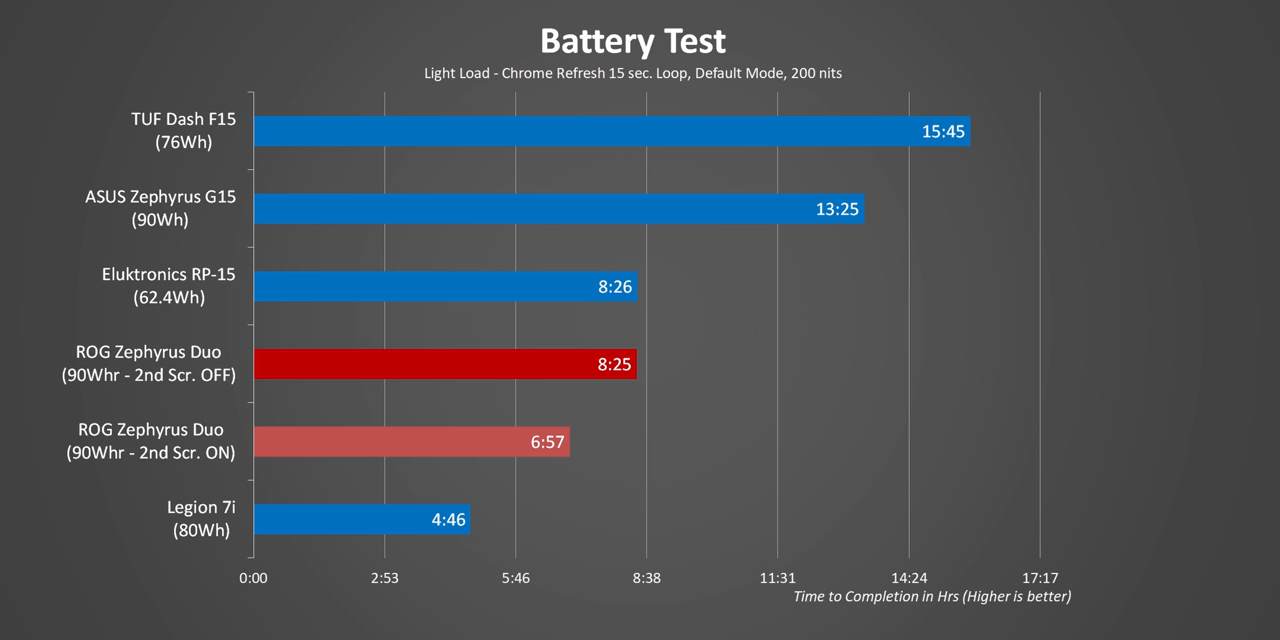 Battery Test
Light Load - Chrome Refresh 15 sec. Loop, Default Mode, 200 nits
TUF Dash F15
(76Wh)
15:45
ASUS Zephyrus G15
(90Wh)
13:25
Eluktronics RP-15
(62.4Wh)
8:26
ROG Zephyrus Duo
(90Whr - 2nd Scr. OFF)
8:25
ROG Zephyrus Duo
(90Whr - 2nd Scr. ON)
6:57
Legion 7i
(80Wh)
4:46
0:00 2:53 5:46 8:38 11:31 14:24 17:17
Time to Completion in Hrs (Higher is better)